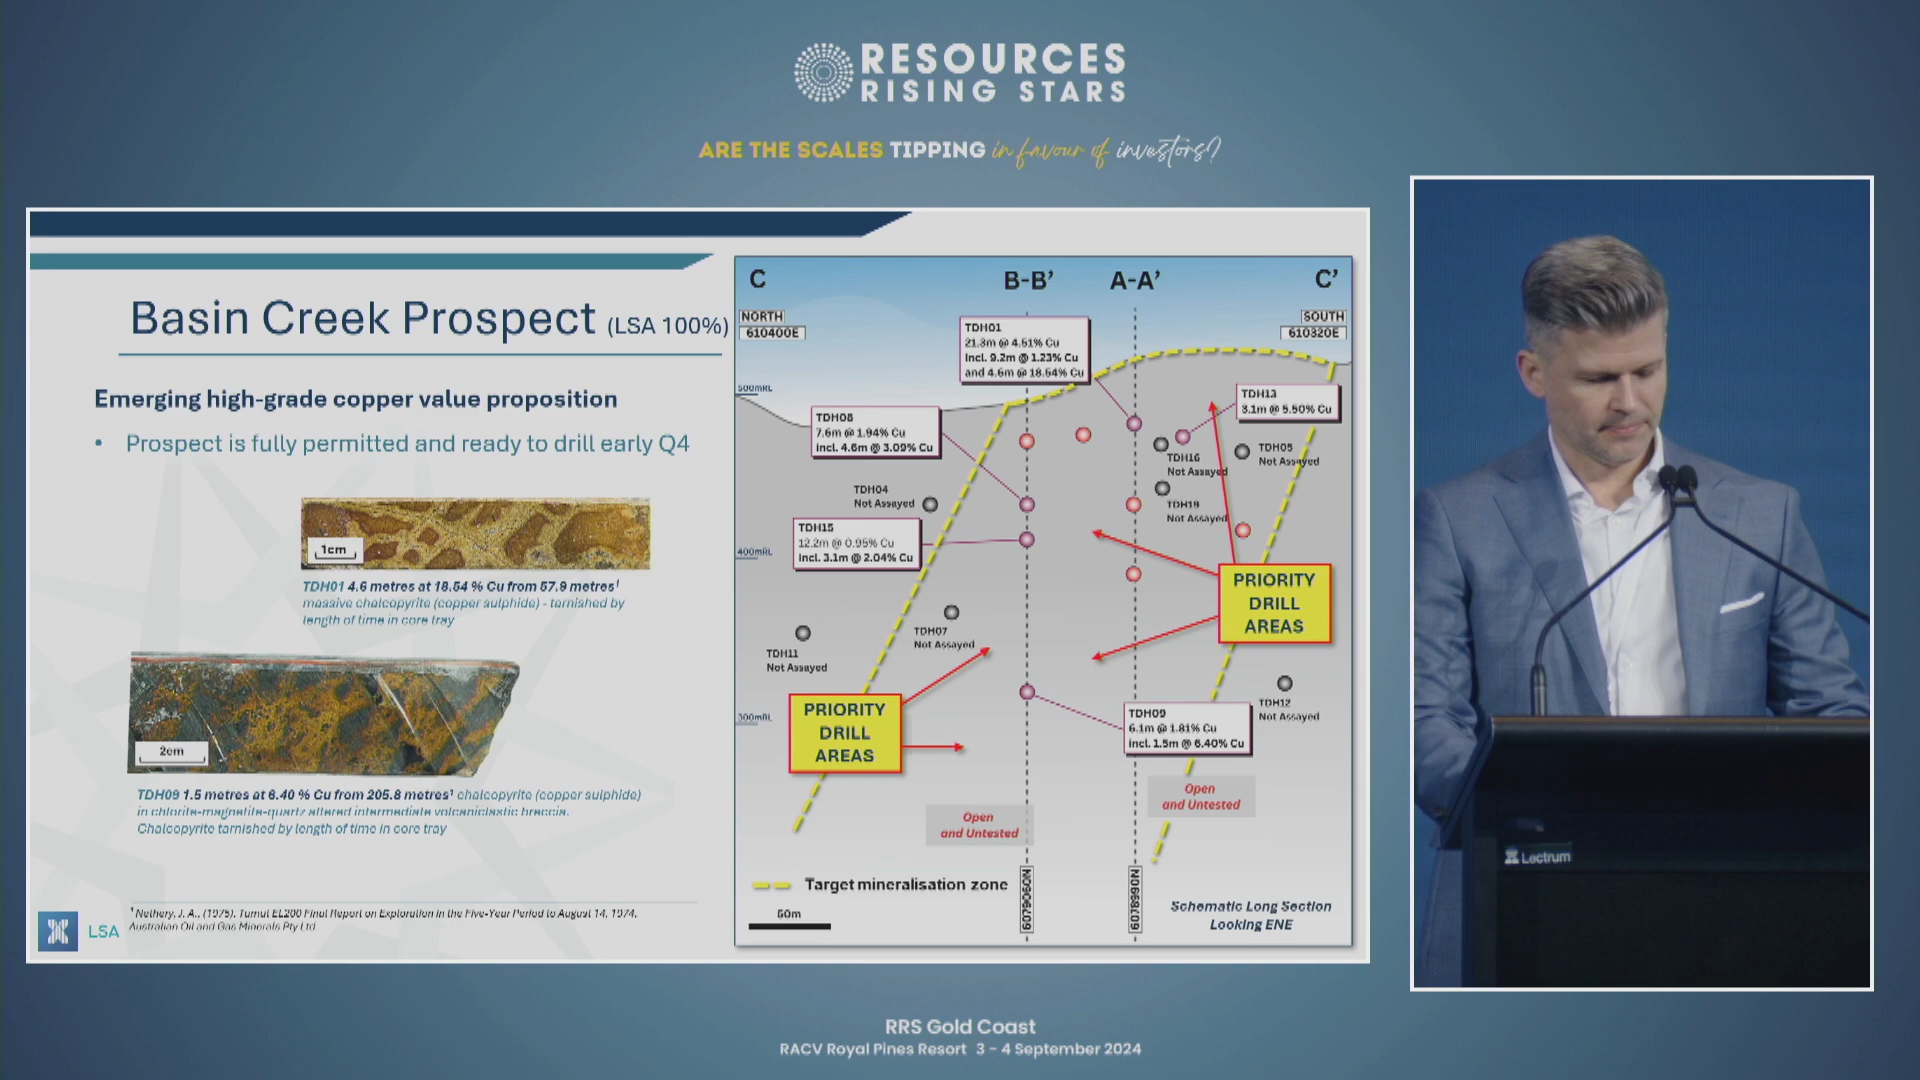 RESOURCES
RISING STARS
ARE THE SCALES TIPPING in favour of investors?
Basin Creek Prospect (LSA 100%)
Emerging high-grade copper value proposition
• Prospect is fully permitted and ready to drill early Q4
1cm
TDH01 4.6 metres at 18.54 % Cu from 57.9 metres¹
massive chalcopyrite (copper sulphide) - tarnished by
length of time in core tray
2cm
TDH09 1.5 metres at 6.40 % Cu from 205.8 metres¹ chalcopyrite (copper sulphide)
in chlorite-magnetite-quartz altered intermediate volcaniclastic breccia.
Chalcopyrite tarnished by length of time in core tray
¹ Nethery, J. A., (1975). Tumut EL200 Final Report on Exploration in the Five-Year Period to August 14, 1974.
Australian Oil and Gas Minerals Pty Ltd.
LSA
C
B-B’
A-A’
C’
NORTH
610400E
SOUTH
610320E
TDH01
21.3m @ 4.51% Cu
incl. 9.2m @ 1.23% Cu
and 4.6m @ 18.54% Cu
500mRL
TDH13
3.1m @ 5.50% Cu
TDH08
7.6m @ 1.94% Cu
incl. 4.6m @ 3.09% Cu
TDH16
Not Assayed
TDH05
Not Assayed
TDH04
Not Assayed
TDH18
Not Assayed
TDH15
12.2m @ 0.95% Cu
incl. 3.1m @ 2.04% Cu
400mRL
PRIORITY
DRILL
AREAS
TDH07
Not Assayed
TDH11
Not Assayed
TDH12
Not Assayed
300mRL
PRIORITY
DRILL
AREAS
TDH09
6.1m @ 1.81% Cu
incl. 1.5m @ 6.40% Cu
Open
and Untested
Open
and Untested
Target mineralisation zone
50m
6079060N
6078990N
Schematic Long Section
Looking ENE
Lectrum
RRS Gold Coast
RACV Royal Pines Resort 3 - 4 September 2024